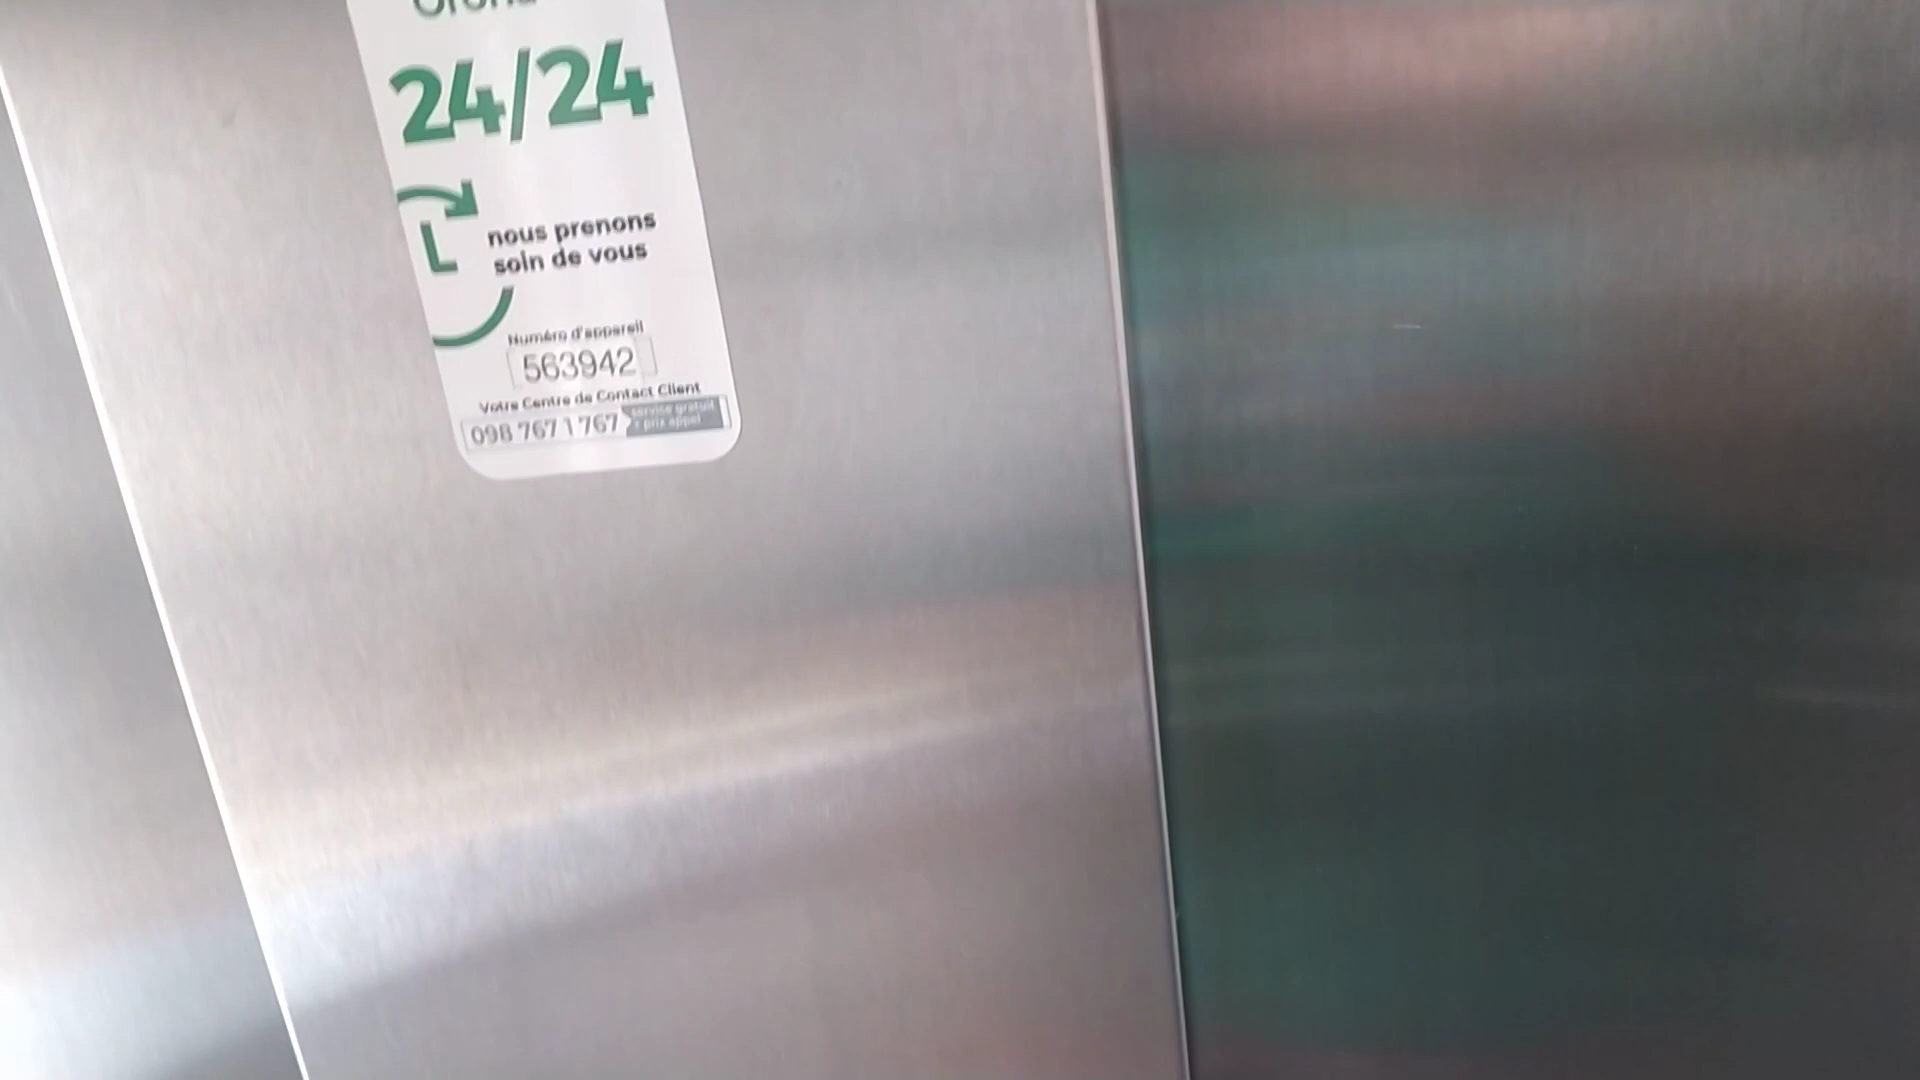 Orona
24/24
L
nous prenons
soin de vous
Numéro d'appareil
563942
Votre Centre de Contact Client
098 767 1 767
service gratuit
+ prix appel